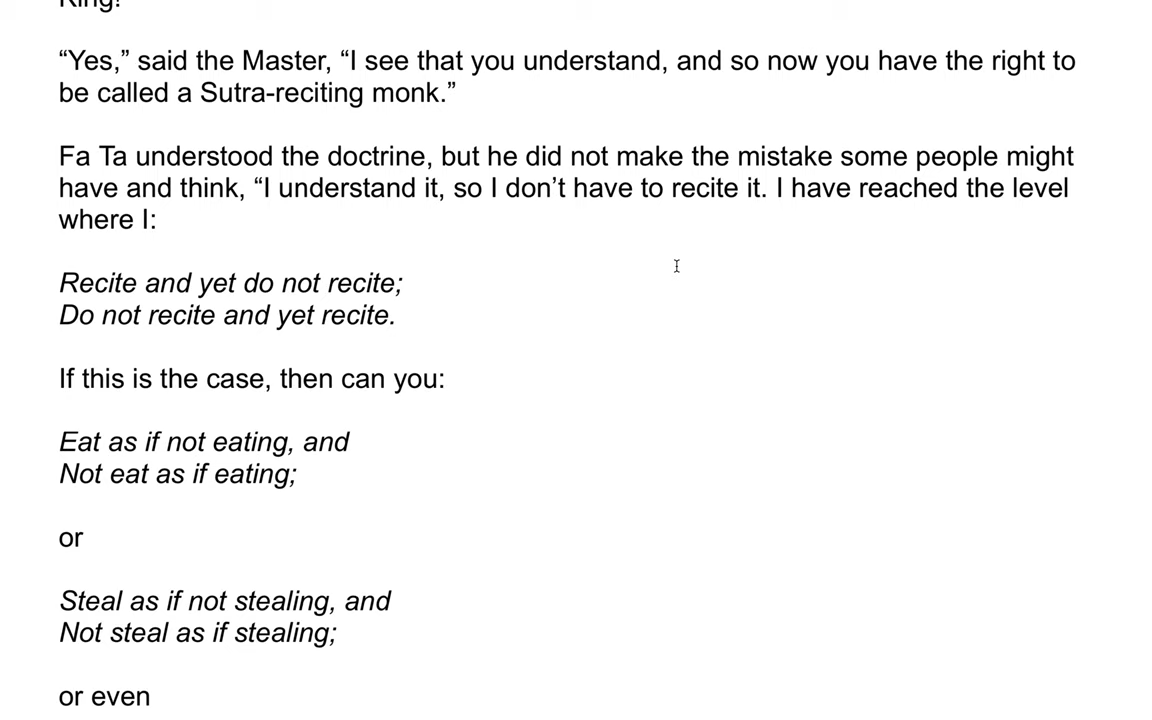 King!
“Yes,” said the Master, “I see that you understand, and so now you have the right to
be called a Sutra-reciting monk.”
Fa Ta understood the doctrine, but he did not make the mistake some people might
have and think, “I understand it, so I don’t have to recite it. I have reached the level
where I:
Recite and yet do not recite;
Do not recite and yet recite.
If this is the case, then can you:
Eat as if not eating, and
Not eat as if eating;
or
Steal as if not stealing, and
Not steal as if stealing;
or even